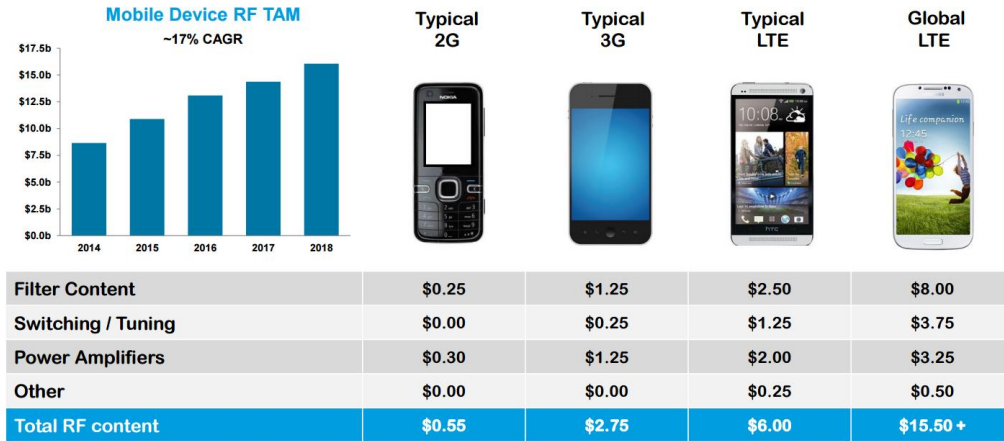 Mobile Device RF TAM
~17% CAGR
$17.5b
$15.0b
$12.5b
$10.0b
$7.5b
$5.0b
$2.5b
$0.0b
2014 2015 2016 2017 2018
Typical 2G
Typical 3G
Typical LTE
Global LTE
NOKIA
10:08
hTC
Life companion
12:45
Filter Content $0.25 $1.25 $2.50 $8.00
Switching / Tuning $0.00 $0.25 $1.25 $3.75
Power Amplifiers $0.30 $1.25 $2.00 $3.25
Other $0.00 $0.00 $0.25 $0.50
Total RF content $0.55 $2.75 $6.00 $15.50 +